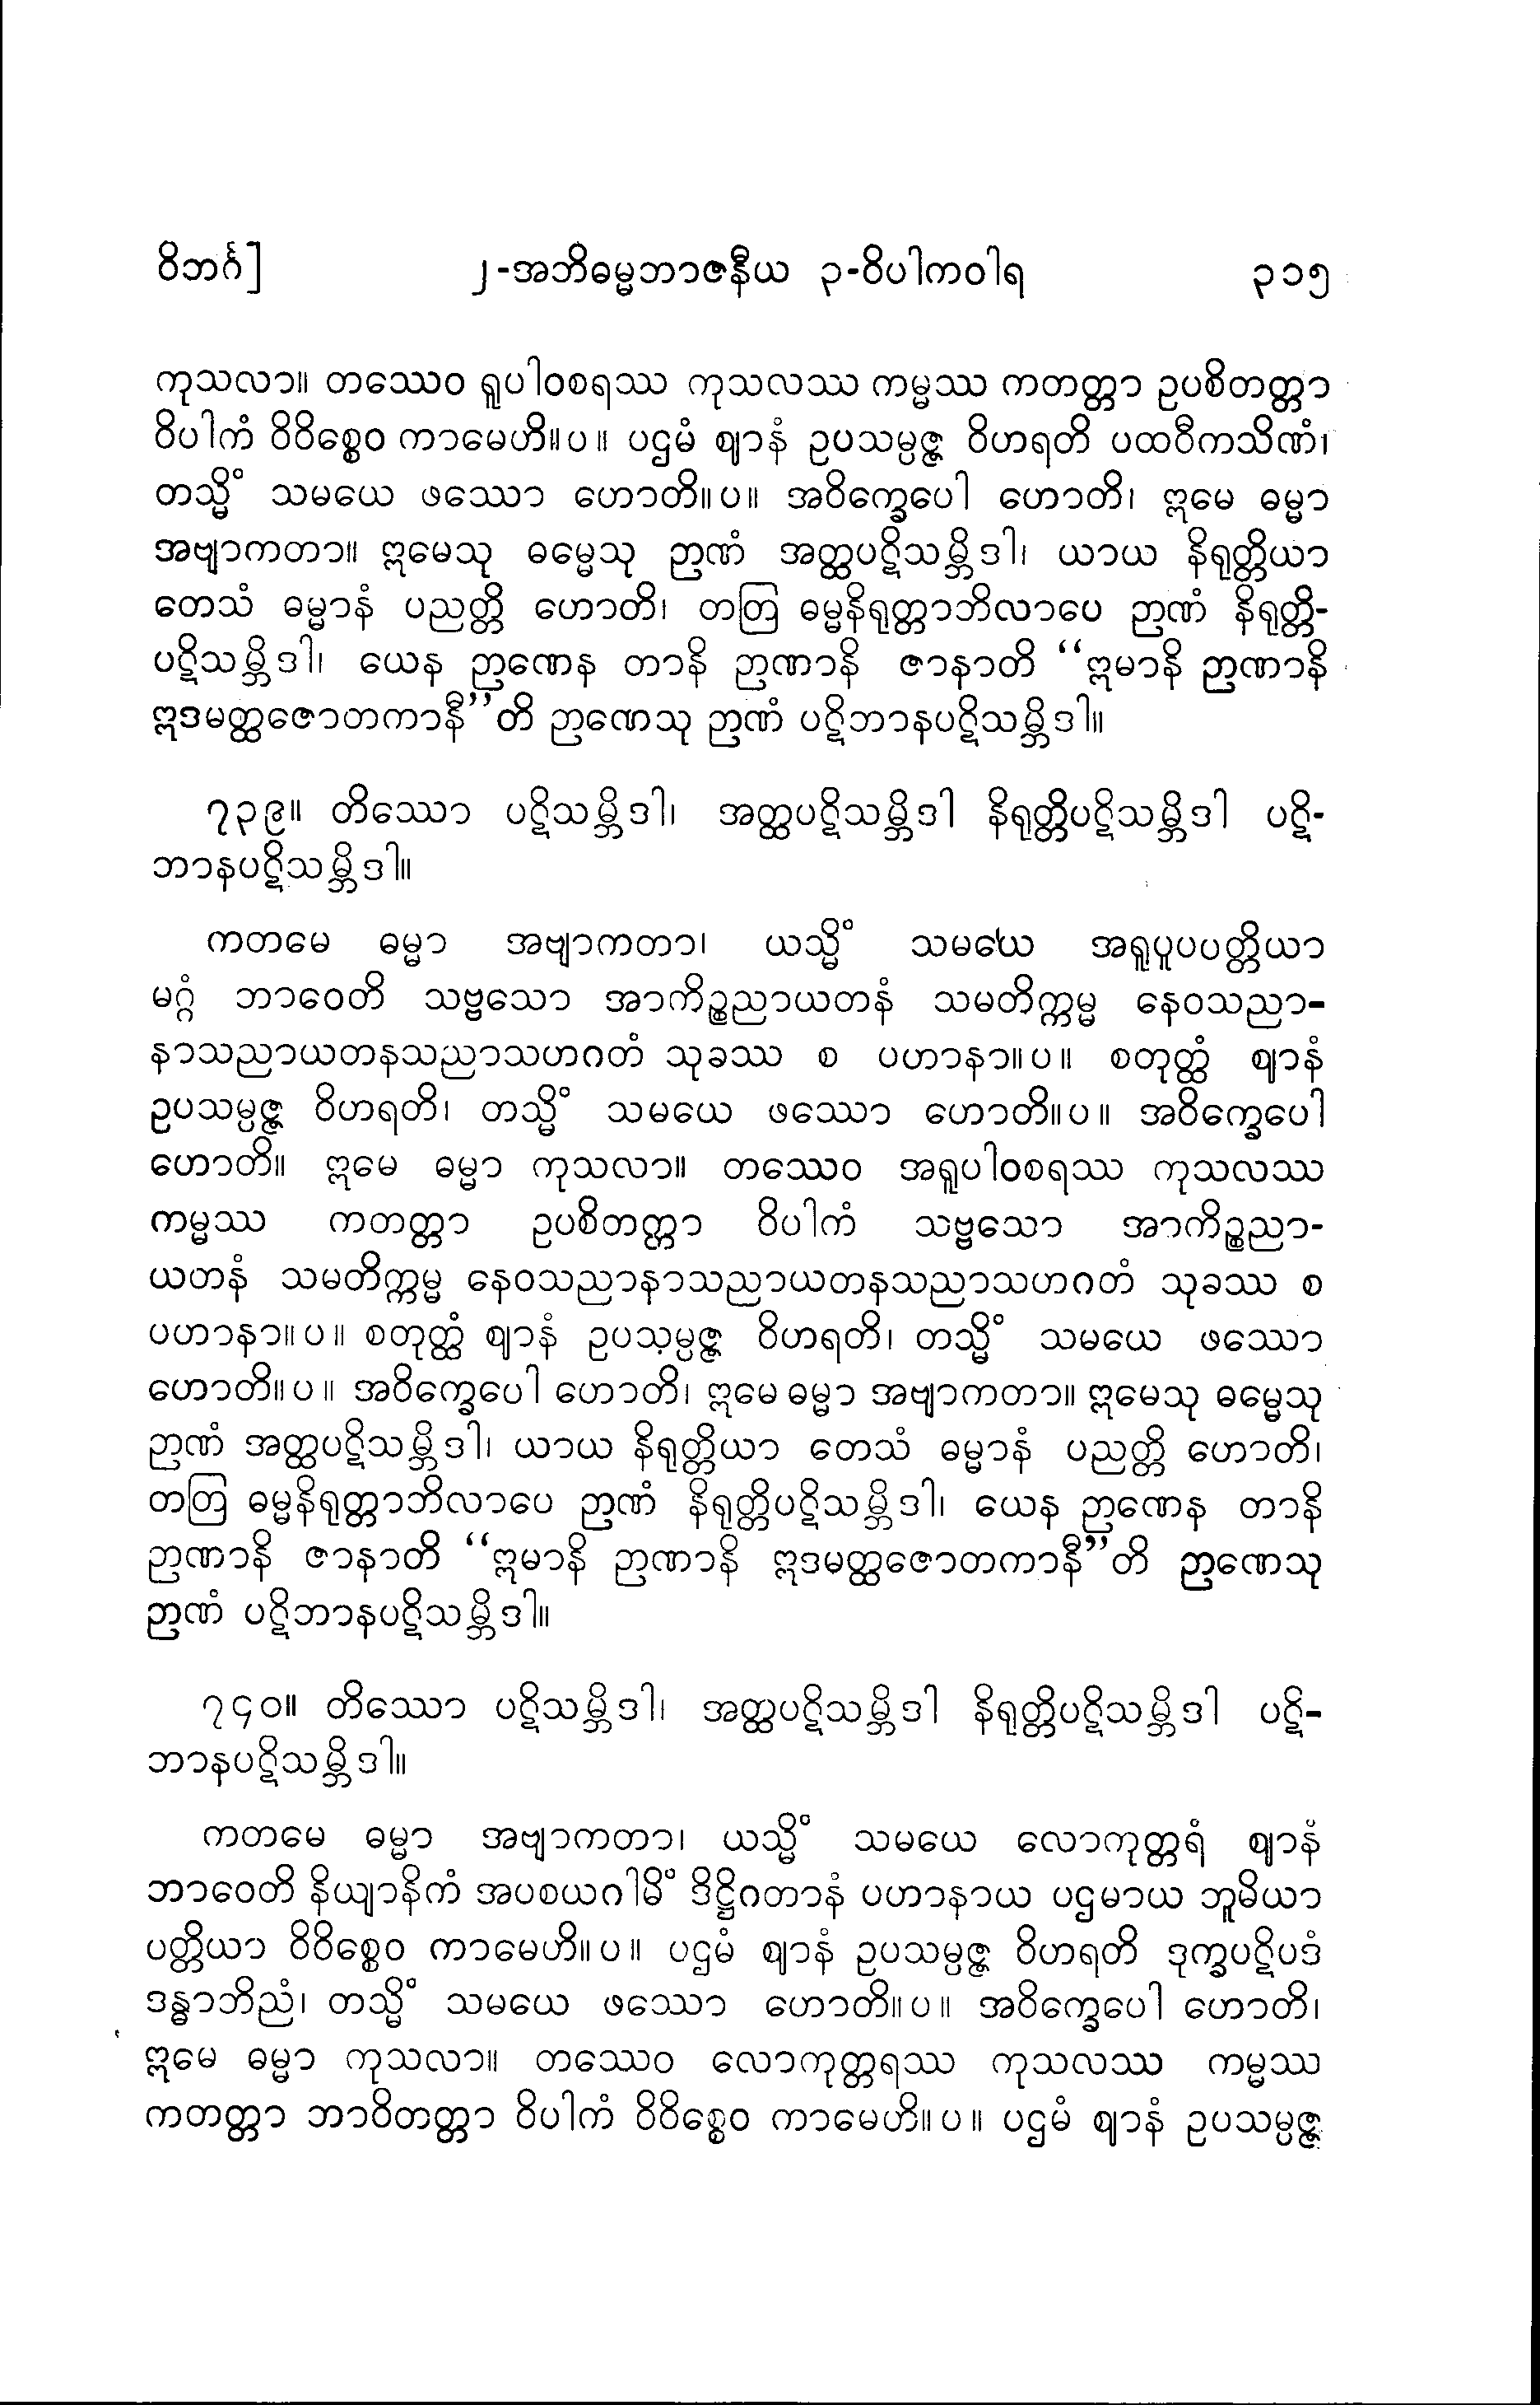 ဝိဘင်္ဂ] ၂-အဘိဓမ္မဘာဇနီယ ၃-ဝိပါကဝါရ ၃၁၅
ကုသလာ။ တဿေဝ ရူပါဝစရဿ ကုသလဿ ကမ္မဿ ကတတ္တာ ဥပစိတတ္တာ
ဝိပါကံ ဝိဝိစ္စေဝ ကာမေဟိ။ပ။ ပဌမံ ဈာနံ ဥပသမ္ပဇ္ဇ ဝိဟရတိ ပထဝီကသိဏံ၊
တသ္မိံ သမယေ ဖဿော ဟောတိ။ပ။ အဝိက္ခေပေါ ဟောတိ၊ ဣမေ ဓမ္မာ
အဗျာကတာ။ ဣမေသု ဓမ္မေသု ဉာဏံ အတ္ထပဋိသမ္ဘိဒါ၊ ယာယ နိရုတ္တိယာ
တေသံ ဓမ္မာနံ ပညတ္တိ ဟောတိ၊ တတြ ဓမ္မနိရုတ္တာဘိလာပေ ဉာဏံ နိရုတ္တိ-
ပဋိသမ္ဘိဒါ၊ ယေန ဉာဏေန တာနိ ဉာဏာနိ ဇာနာတိ “ဣမာနိ ဉာဏာနိ
ဣဒမတ္ထဇောတကာနီ”တိ ဉာဏေသု ဉာဏံ ပဋိဘာနပဋိသမ္ဘိဒါ။
၇၃၉။ တိဿော ပဋိသမ္ဘိဒါ၊ အတ္ထပဋိသမ္ဘိဒါ နိရုတ္တိပဋိသမ္ဘိဒါ ပဋိ-
ဘာနပဋိသမ္ဘိဒါ။
ကတမေ ဓမ္မာ အဗျာကတာ၊ ယသ္မိံ သမယေ အရူပူပပတ္တိယာ
မဂ္ဂံ ဘာဝေတိ သဗ္ဗသော အာကိဉ္စညာယတနံ သမတိက္ကမ္မ နေဝသညာ-
နာသညာယတနသညာသဟဂတံ သုခဿ စ ပဟာနာ။ပ။ စတုတ္ထံ ဈာနံ
ဥပသမ္ပဇ္ဇ ဝိဟရတိ၊ တသ္မိံ သမယေ ဖဿော ဟောတိ။ပ။ အဝိက္ခေပေါ
ဟောတိ။ ဣမေ ဓမ္မာ ကုသလာ။ တဿေဝ အရူပါဝစရဿ ကုသလဿ
ကမ္မဿ ကတတ္တာ ဥပစိတတ္တာ ဝိပါကံ သဗ္ဗသော အာကိဉ္စညာ-
ယတနံ သမတိက္ကမ္မ နေဝသညာနာသညာယတနသညာသဟဂတံ သုခဿ စ
ပဟာနာ။ပ။ စတုတ္ထံ ဈာနံ ဥပသမ္ပဇ္ဇ ဝိဟရတိ၊ တသ္မိံ သမယေ ဖဿော
ဟောတိ။ပ။ အဝိက္ခေပေါ ဟောတိ၊ ဣမေ ဓမ္မာ အဗျာကတာ။ ဣမေသု ဓမ္မေသု
ဉာဏံ အတ္ထပဋိသမ္ဘိဒါ၊ ယာယ နိရုတ္တိယာ တေသံ ဓမ္မာနံ ပညတ္တိ ဟောတိ၊
တတြ ဓမ္မနိရုတ္တာဘိလာပေ ဉာဏံ နိရုတ္တိပဋိသမ္ဘိဒါ၊ ယေန ဉာဏေန တာနိ
ဉာဏာနိ ဇာနာတိ “ဣမာနိ ဉာဏာနိ ဣဒမတ္ထဇောတကာနီ”တိ ဉာဏေသု
ဉာဏံ ပဋိဘာနပဋိသမ္ဘိဒါ။
၇၄၀။ တိဿော ပဋိသမ္ဘိဒါ၊ အတ္ထပဋိသမ္ဘိဒါ နိရုတ္တိပဋိသမ္ဘိဒါ ပဋိ-
ဘာနပဋိသမ္ဘိဒါ။
ကတမေ ဓမ္မာ အဗျာကတာ၊ ယသ္မိံ သမယေ လောကုတ္တရံ ဈာနံ
ဘာဝေတိ နိယျာနိကံ အပစယဂါမိံ ဒိဋ္ဌိဂတာနံ ပဟာနာယ ပဌမာယ ဘူမိယာ
ပတ္တိယာ ဝိဝိစ္စေဝ ကာမေဟိ။ပ။ ပဌမံ ဈာနံ ဥပသမ္ပဇ္ဇ ဝိဟရတိ ဒုက္ခပဋိပဒံ
ဒန္ဓာဘိညံ၊ တသ္မိံ သမယေ ဖဿော ဟောတိ။ပ။ အဝိက္ခေပေါ ဟောတိ၊
ဣမေ ဓမ္မာ ကုသလာ။ တဿေဝ လောကုတ္တရဿ ကုသလဿ ကမ္မဿ
ကတတ္တာ ဘာဝိတတ္တာ ဝိပါကံ ဝိဝိစ္စေဝ ကာမေဟိ။ပ။ ပဌမံ ဈာနံ ဥပသမ္ပဇ္ဇ